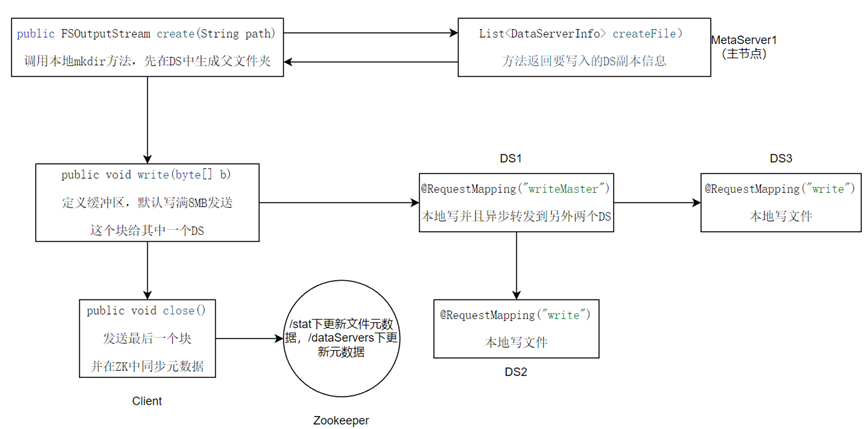 public FSOutputStream create(String path)
调用本地mkdir方法，先在DS中生成父文件夹
List<DataServerInfo> createFile）
方法返回要写入的DS副本信息
MetaServer1
（主节点）
public void write(byte[] b)
定义缓冲区，默认写满8MB发送
这个块给其中一个DS
DS1
@RequestMapping("writeMaster")
本地写并且异步转发到另外两个DS
DS3
@RequestMapping("write")
本地写文件
public void close()
发送最后一个块
并在ZK中同步元数据
Client
/stat下更新文件元数
据，/dataServers下更
新元数据
Zookeeper
@RequestMapping("write")
本地写文件
DS2